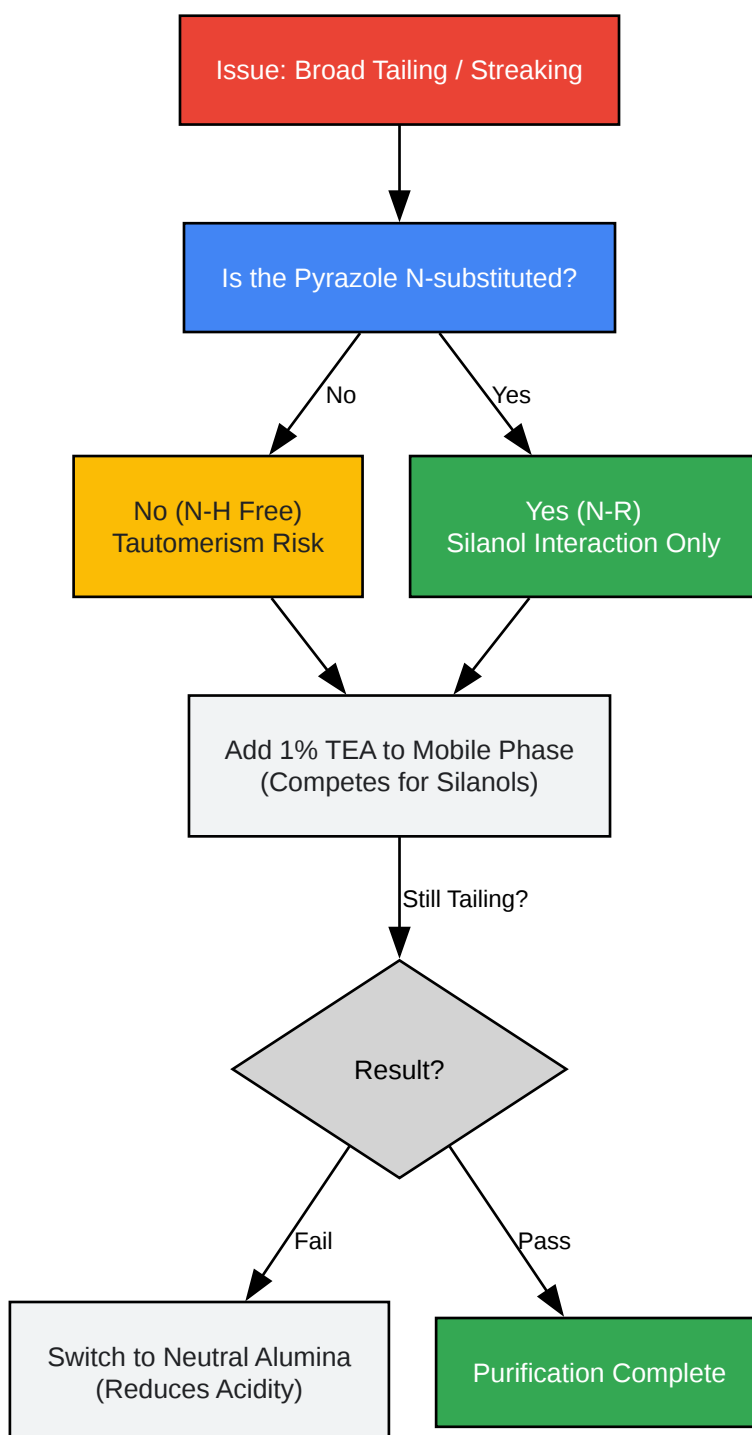 Issue: Broad Tailing / Streaking
Is the Pyrazole N-substituted?
No
Yes
No (N-H Free)
Tautomerism Risk
Yes (N-R)
Silanol Interaction Only
Add 1% TEA to Mobile Phase
(Competes for Silanols)
Still Tailing?
Result?
Fail
Pass
Switch to Neutral Alumina
(Reduces Acidity)
Purification Complete